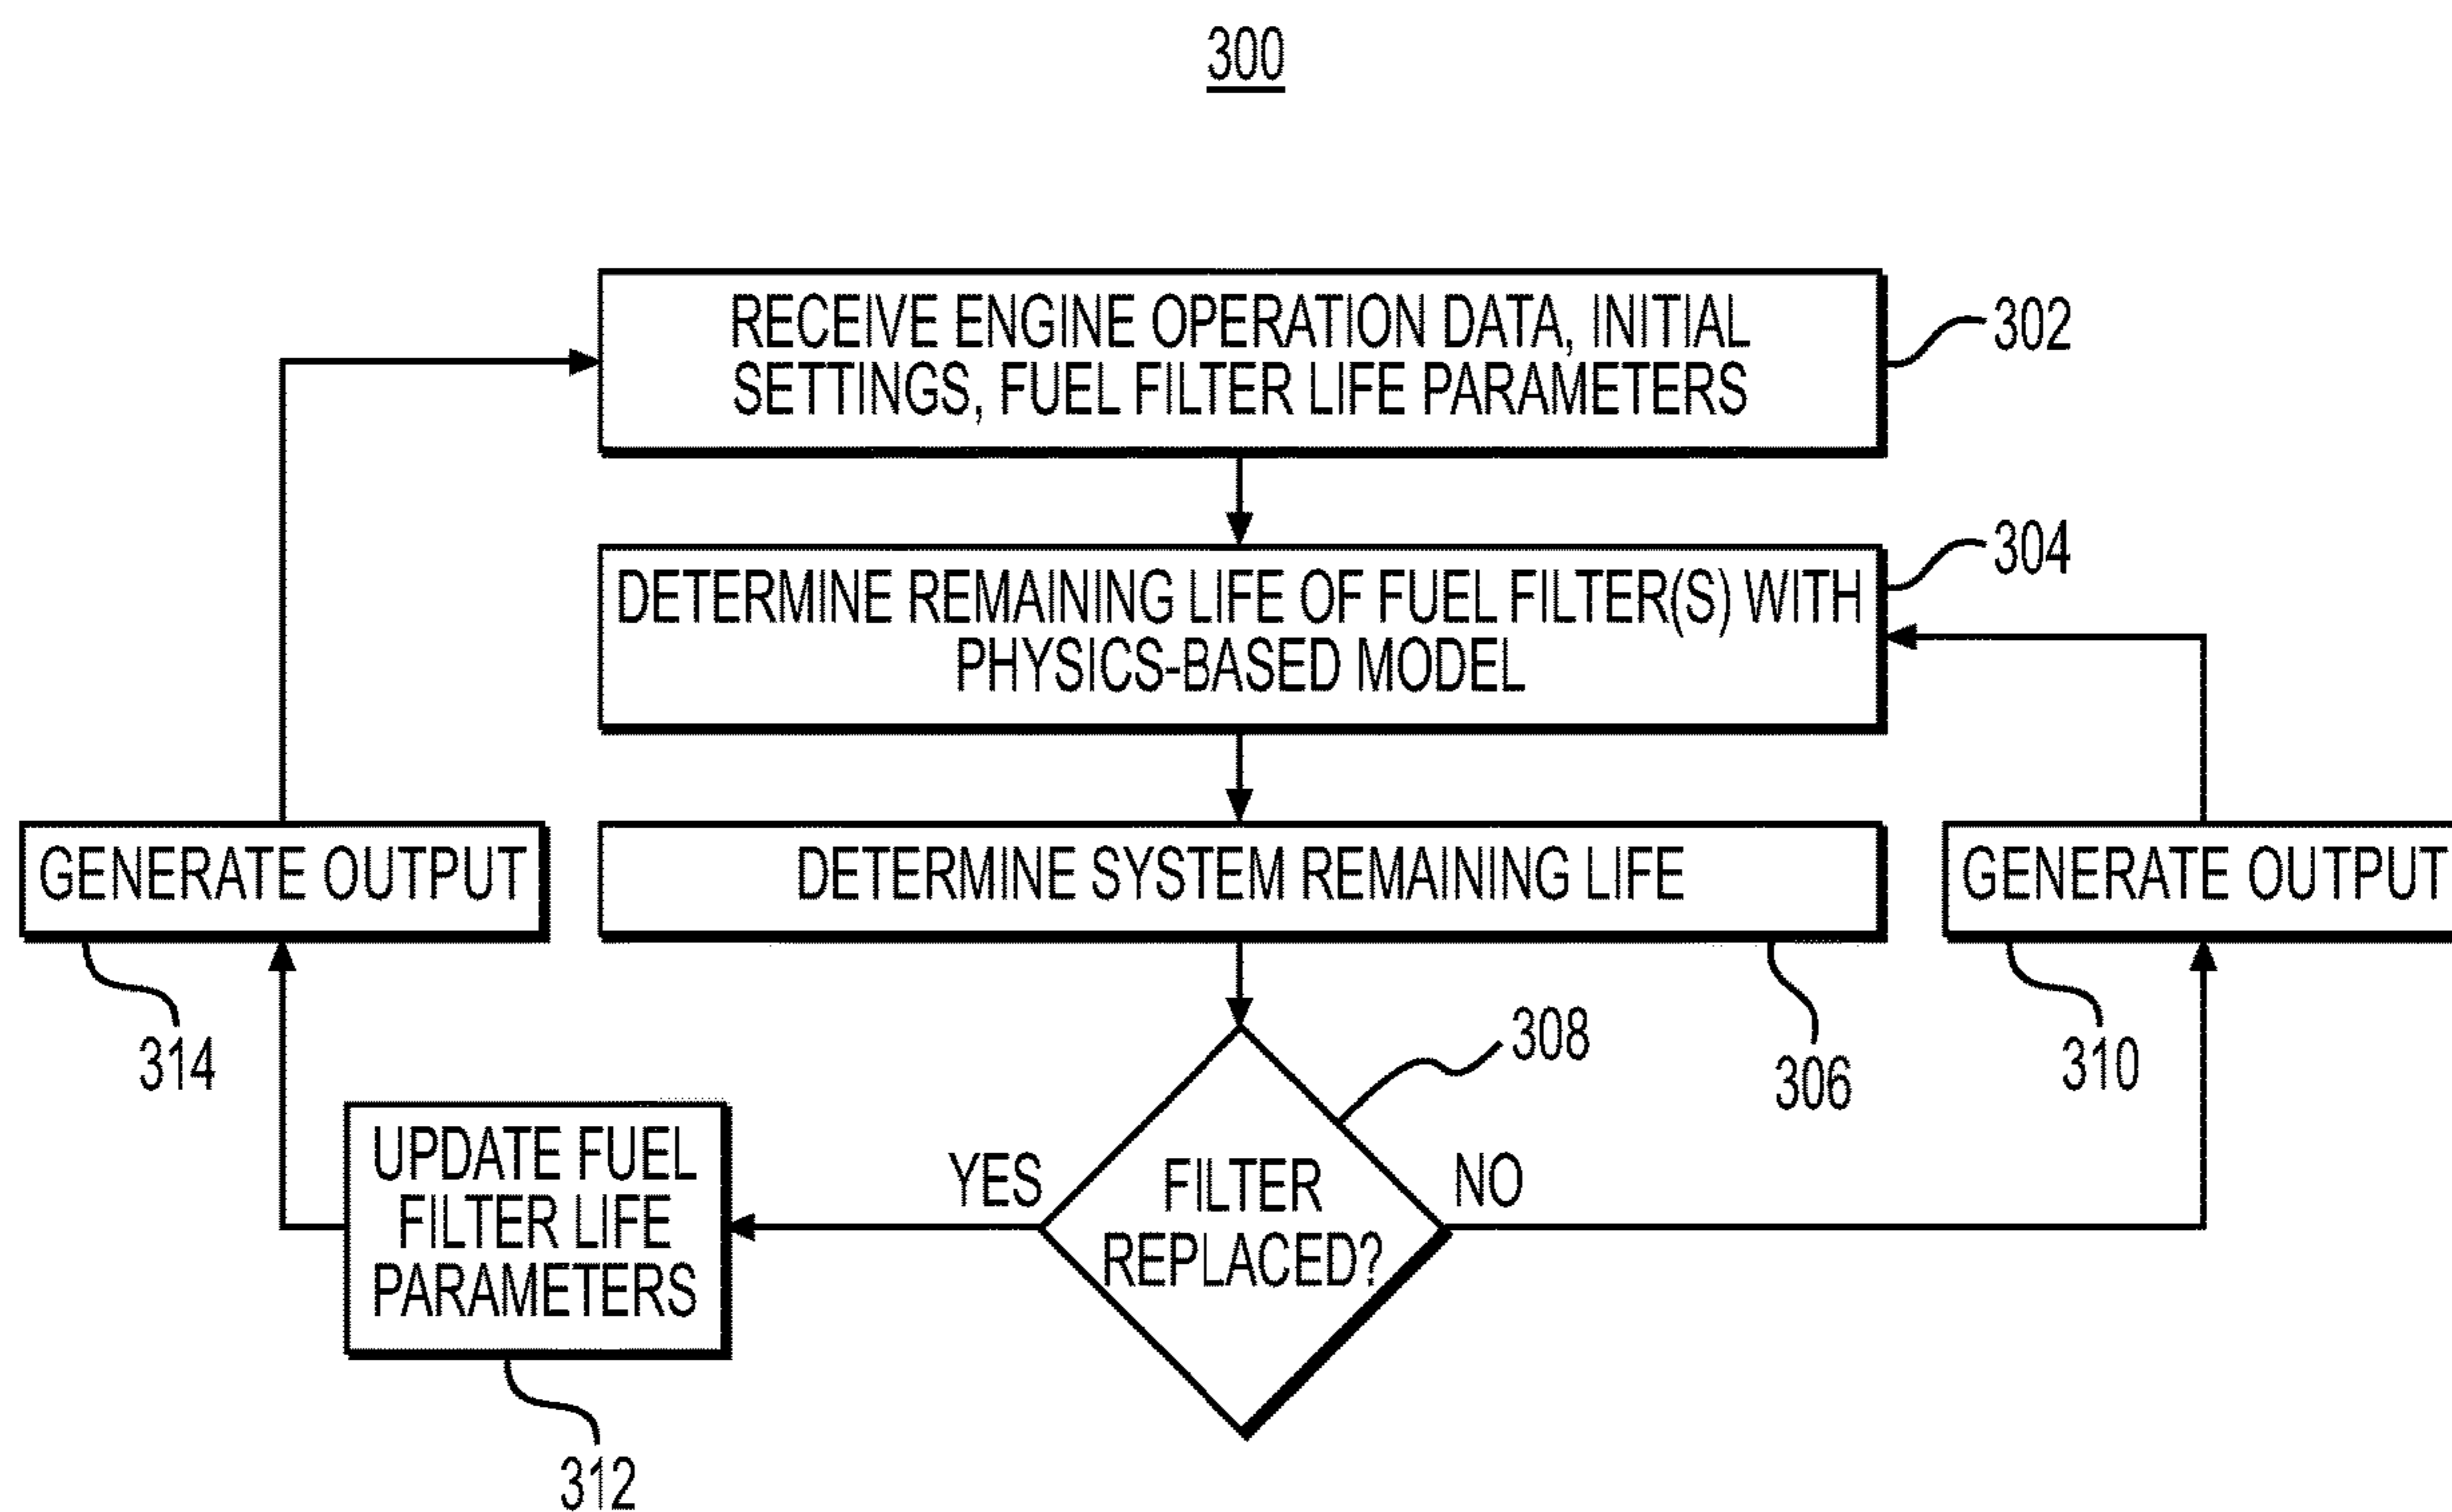 300
RECEIVE ENGINE OPERATION DATA, INITIAL
SETTINGS, FUEL FILTER LIFE PARAMETERS
302
DETERMINE REMAINING LIFE OF FUEL FILTER(S) WITH
PHYSICS-BASED MODEL
304
GENERATE OUTPUT
314
DETERMINE SYSTEM REMAINING LIFE
306
GENERATE OUTPUT
310
308
FILTER
REPLACED?
YES
NO
UPDATE FUEL
FILTER LIFE
PARAMETERS
312